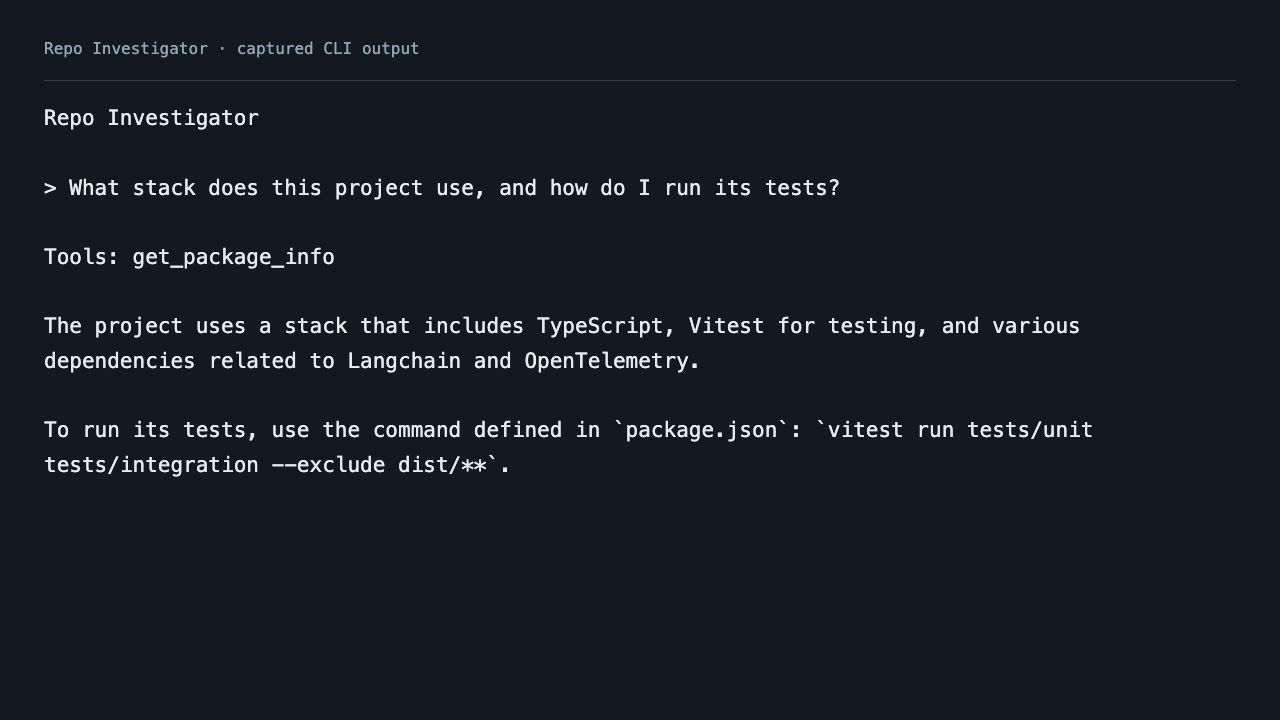 Repo Investigator · captured CLI output
Repo Investigator
> What stack does this project use, and how do I run its tests?
Tools: get_package_info
The project uses a stack that includes TypeScript, Vitest for testing, and various
dependencies related to Langchain and OpenTelemetry.
To run its tests, use the command defined in `package.json`: `vitest run tests/unit
tests/integration --exclude dist/**`.